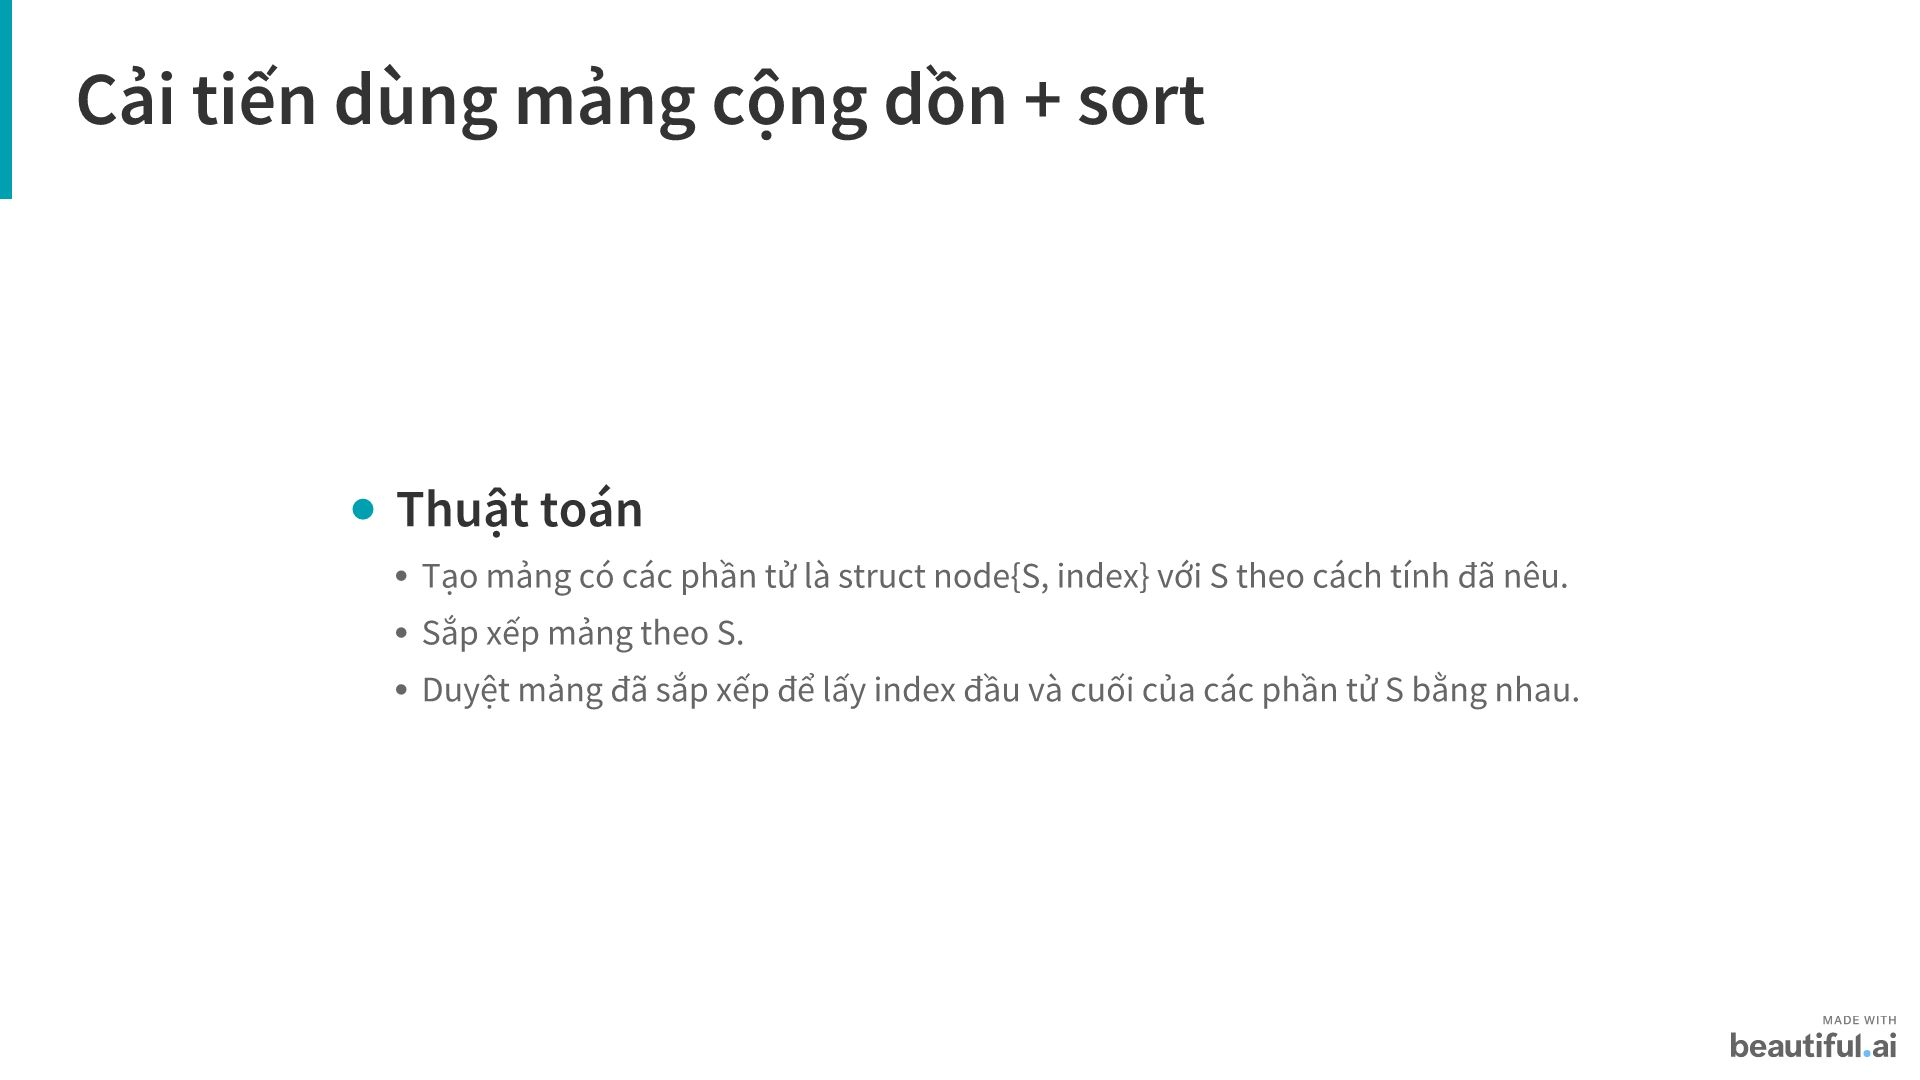 Cải tiến dùng mảng cộng dồn + sort
Thuật toán
Tạo mảng có các phần tử là struct node{S, index} với S theo cách tính đã nêu.
Sắp xếp mảng theo S.
Duyệt mảng đã sắp xếp để lấy index đầu và cuối của các phần tử S bằng nhau.
MADE WITH
beautiful.ai